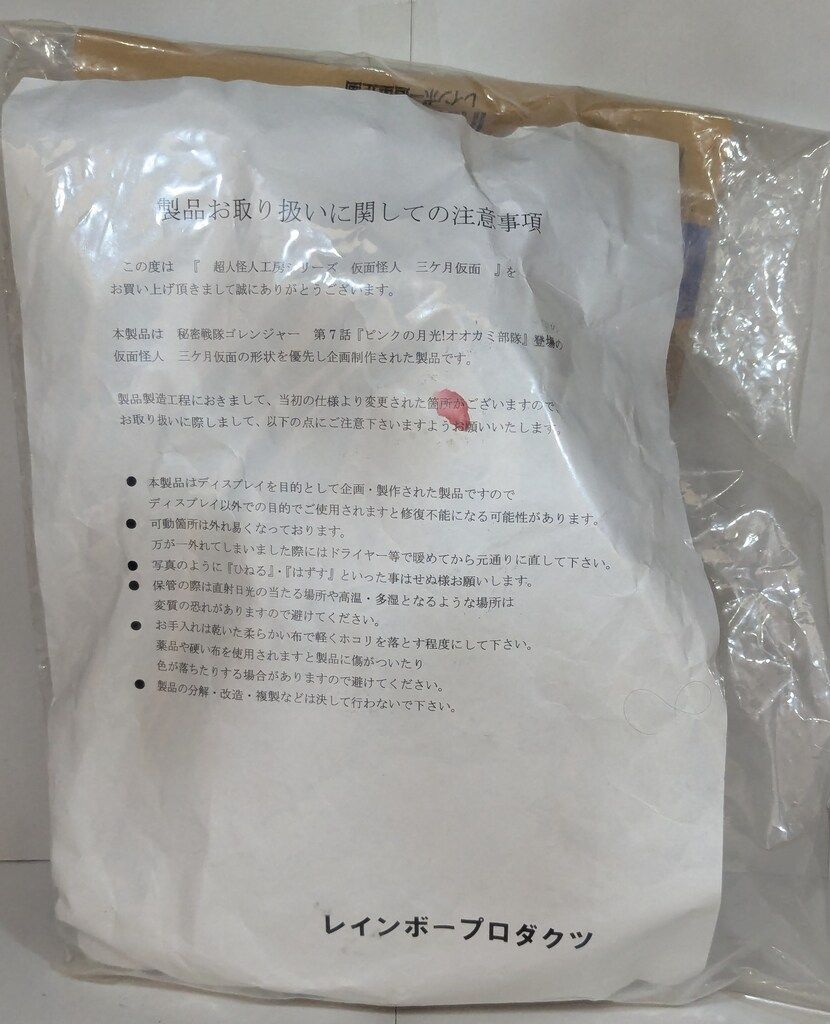 レインボー造型企画
製品お取り扱いに関しての注意事項
この度は 『 超人怪人工房シリーズ 仮面怪人 三ケ月仮面 』を
お買い上げ頂きまして誠にありがとうございます。
本製品は 秘密戦隊ゴレンジャー 第7話『ピンクの月光!オオカミ部隊』登場の
仮面怪人 三ケ月仮面の形状を優先し企画制作された製品です。
製品製造工程におきまして、当初の仕様より変更された箇所がございますので、
お取り扱いに際しまして、以下の点にご注意下さいますようお願いいたします。
● 本製品はディスプレイを目的として企画・製作された製品ですので
ディスプレイ以外での目的でご使用されますと修復不能になる可能性があります。
● 可動箇所は外れ易くなっております。
万が一外れてしまいました際にはドライヤー等で暖めてから元通りに直して下さい。
● 写真のように『ひねる』・『はずす』といった事はせぬ様お願いします。
● 保管の際は直射日光の当たる場所や高温・多湿となるような場所は
変質の恐れがありますので避けてください。
● お手入れは乾いた柔らかい布で軽くホコリを落とす程度にして下さい。
薬品や硬い布を使用されますと製品に傷がついたり
色が落ちたりする場合がありますので避けてください。
● 製品の分解・改造・複製などは決して行わないで下さい。
レインボープロダクツ